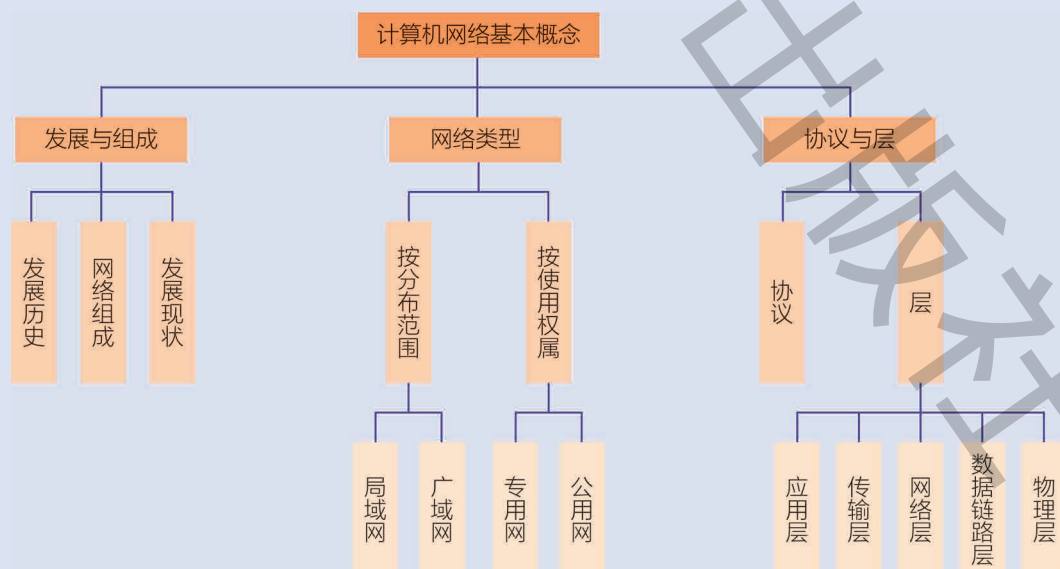 计算机网络基本概念
发展与组成
网络类型
协议与层
发展历史
网络组成
发展现状
按分布范围
按使用权属
协议
层
局域网
广域网
专用网
公用网
应用层
传输层
网络层
数据链路层
物理层
出版社